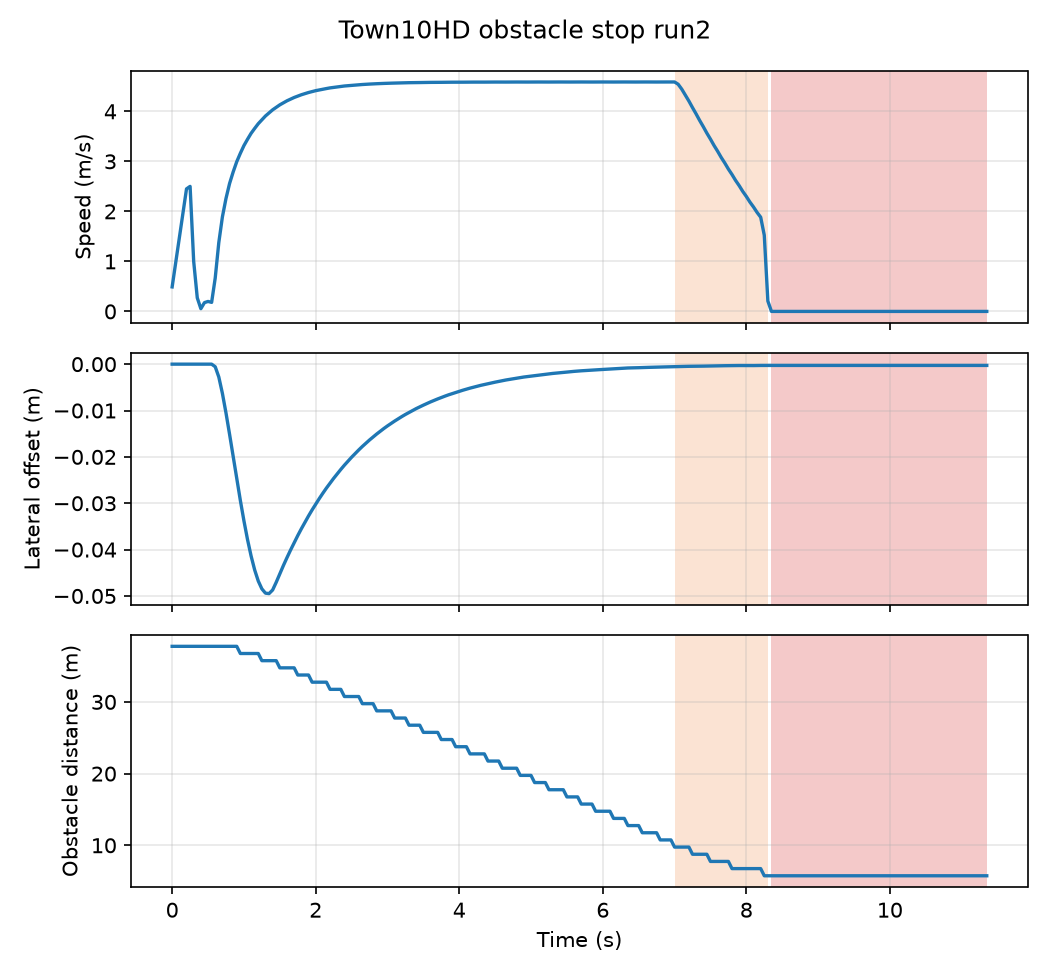 Town10HD obstacle stop run2
Speed (m/s)
4
3
2
1
0
Lateral offset (m)
0.00
−0.01
−0.02
−0.03
−0.04
−0.05
Obstacle distance (m)
30
20
10
0 2 4 6 8 10
Time (s)